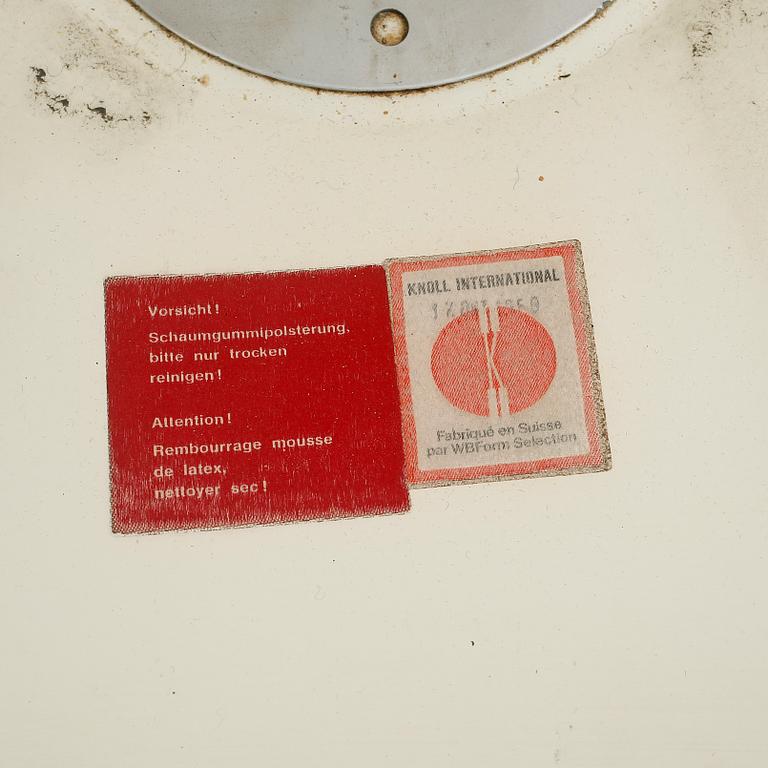 Vorsicht!
Schaumgummipolsterung,
bitte nur trocken
reinigen!
Attention!
Rembourrage mousse
de latex,
nettoyer sec!
KNOLL INTERNATIONAL
Fabriqué en Suisse
par WBForm Selection